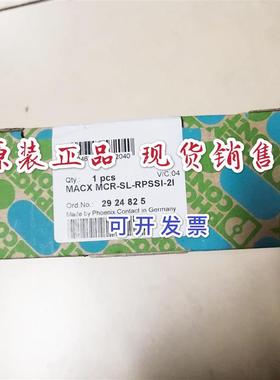 原装 正品 现货销售
2040
Qty.: 1 pcs V/C.04
MACX MCR-SL-RPSSI-2I
Ord.No.: 29 24 82 5
Made by Phoenix Contact in Germany
可开发票